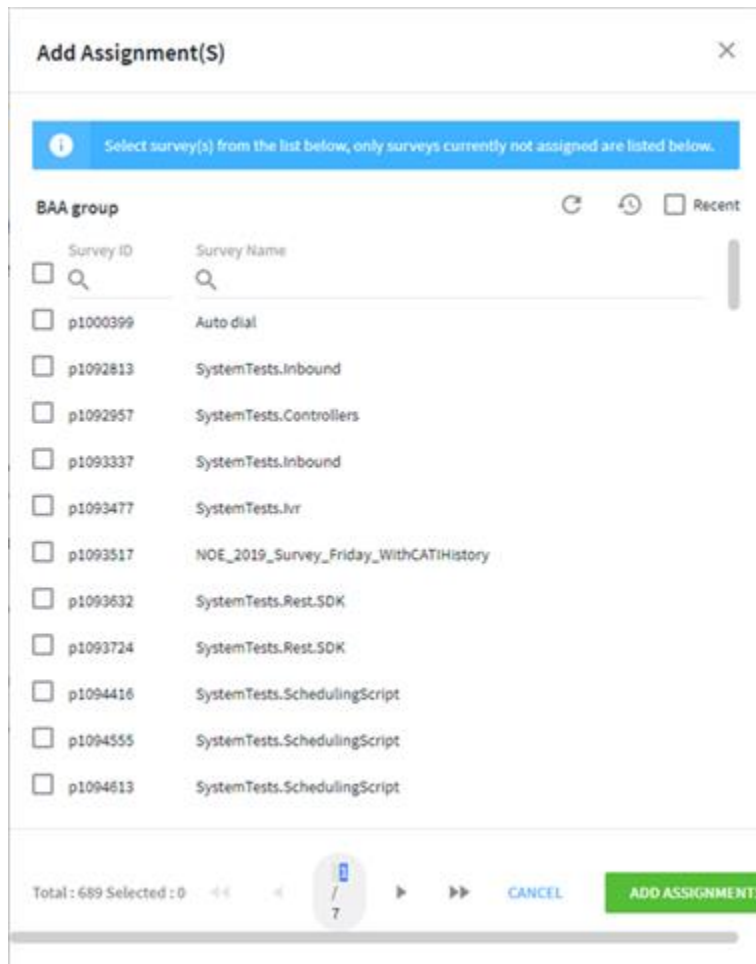 Add Assignment(S)
Select survey(s) from the list below, only surveys currently not assigned are listed below.
BAA group
Recent
Survey ID Survey Name
p1000399 Auto dial
p1092813 SystemTests.Inbound
p1092957 SystemTests.Controllers
p1093337 SystemTests.Inbound
p1093477 SystemTests.Ivr
p1093517 NOE_2019_Survey_Friday_WithCATIHistory
p1093632 SystemTests.Rest.SDK
p1093724 SystemTests.Rest.SDK
p1094416 SystemTests.SchedulingScript
p1094555 SystemTests.SchedulingScript
p1094613 SystemTests.SchedulingScript
Total : 689 Selected : 0
1
/
7
CANCEL
ADD ASSIGNMENT